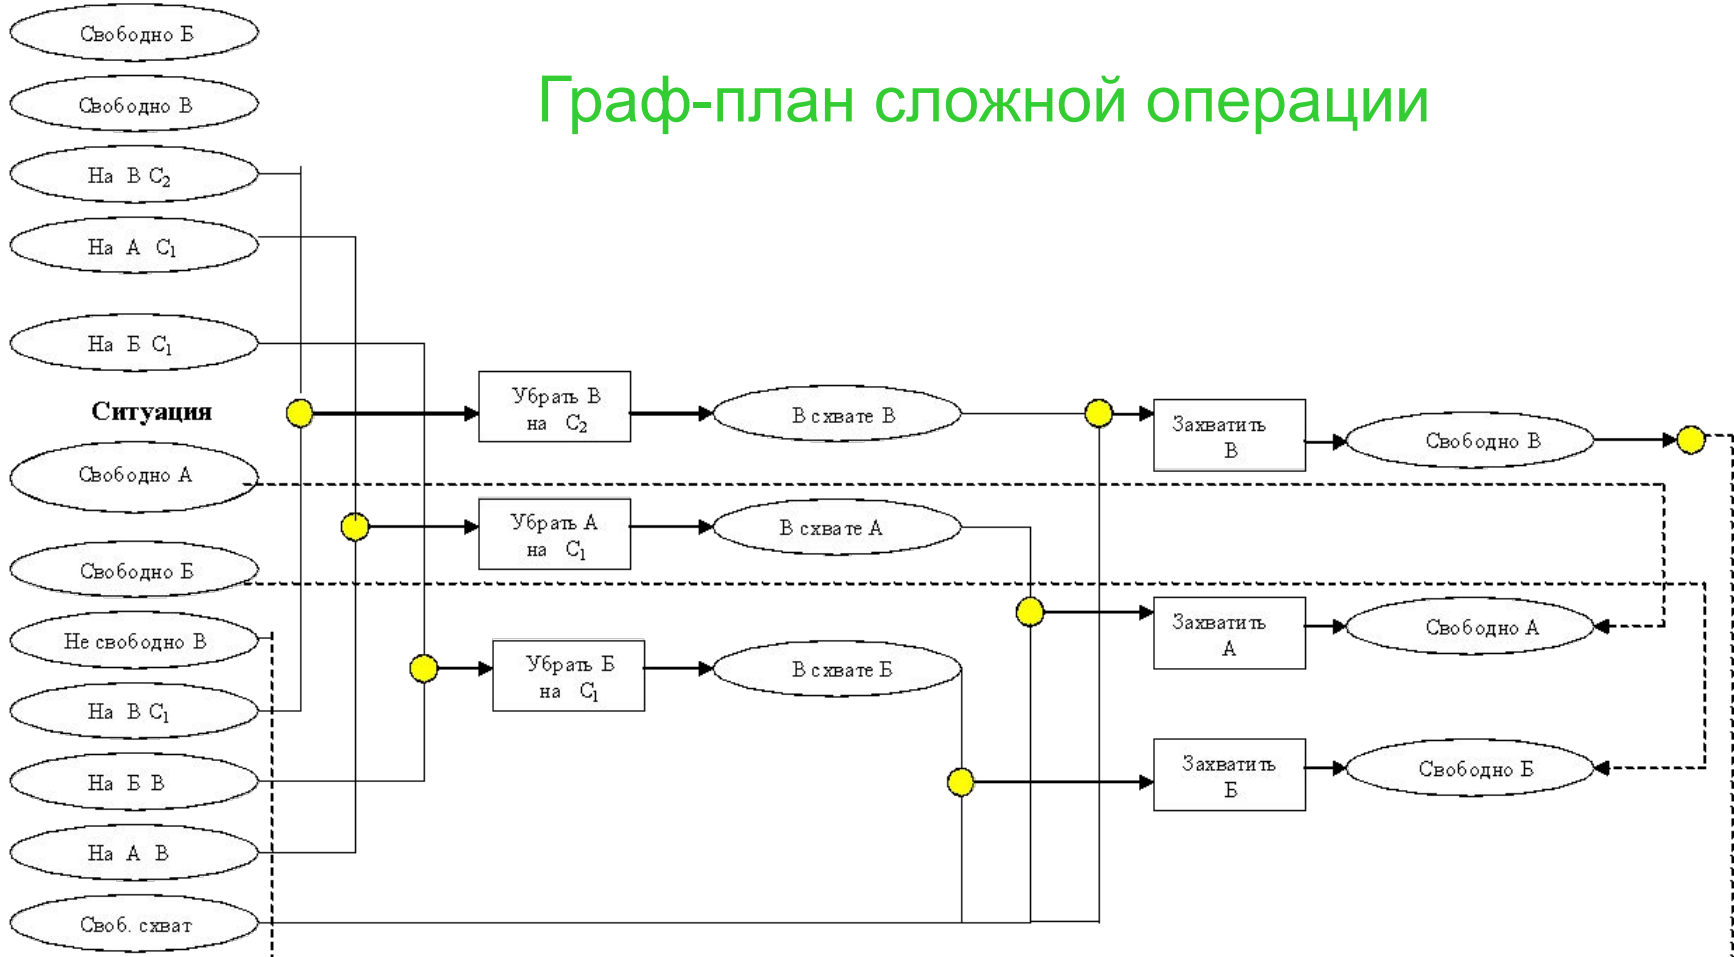 Граф-план сложной операции
Свободно Б
Свободно В
На В С₂
На А С₁
На Б С₁
Ситуация
Свободно А
Свободно Б
Не свободно В
На В С₁
На Б В
На А В
Своб. схват
Убрать В
на С₂
Убрать А
на С₁
Убрать Б
на С₁
В схвате В
В схвате А
В схвате Б
Захватить
В
Захватить
А
Захватить
Б
Свободно В
Свободно А
Свободно Б